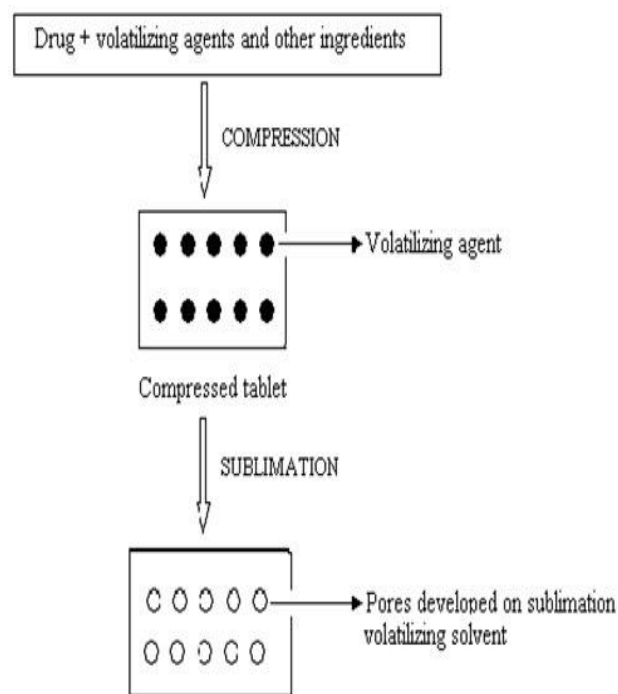 Drug + volatilizing agents and other ingredients
COMPRESSION
Volatilizing agent
Compressed tablet
SUBLIMATION
Pores developed on sublimation
volatilizing solvent